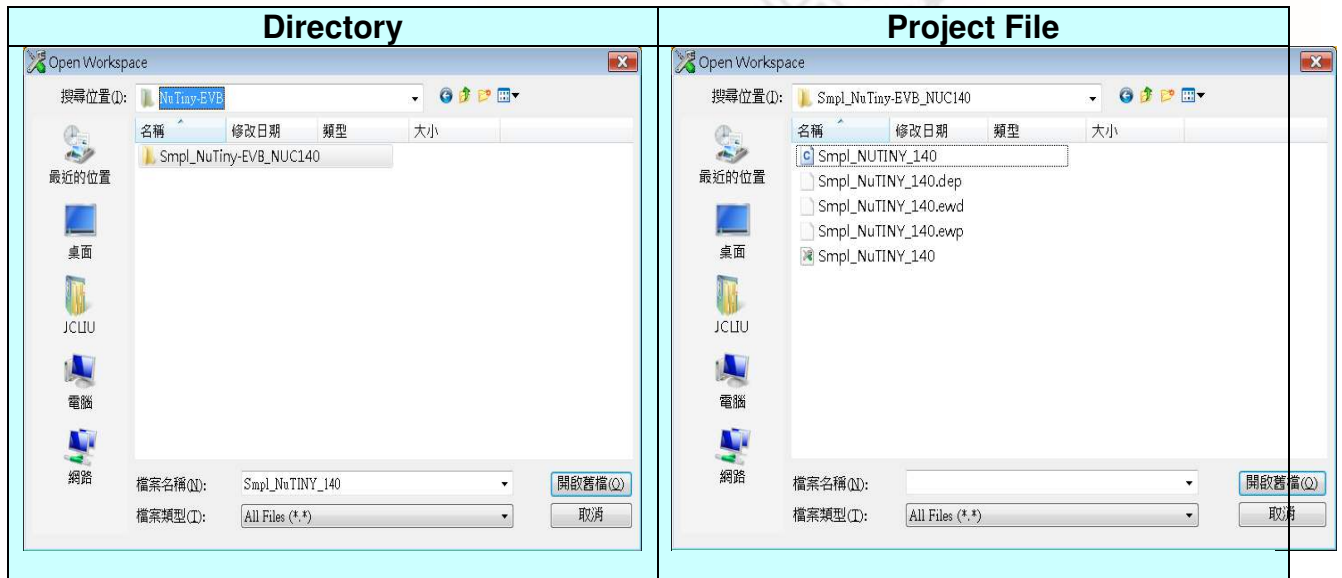 Directory
Project File
Open Workspace
搜尋位置(I):
NuTiny-EVB
名稱
修改日期
類型
大小
Smpl_NuTiny-EVB_NUC140
最近的位置
桌面
JCLIU
電腦
網路
檔案名稱(N):
Smpl_NuTINY_140
開啟舊檔(O)
檔案類型(T):
All Files (*.*)
取消
Open Workspace
搜尋位置(I):
Smpl_NuTiny-EVB_NUC140
名稱
修改日期
類型
大小
Smpl_NUTINY_140
Smpl_NuTINY_140.dep
Smpl_NuTINY_140.ewd
Smpl_NuTINY_140.ewp
Smpl_NuTINY_140
最近的位置
桌面
JCLIU
電腦
網路
檔案名稱(N):
開啟舊檔(O)
檔案類型(T):
All Files (*.*)
取消